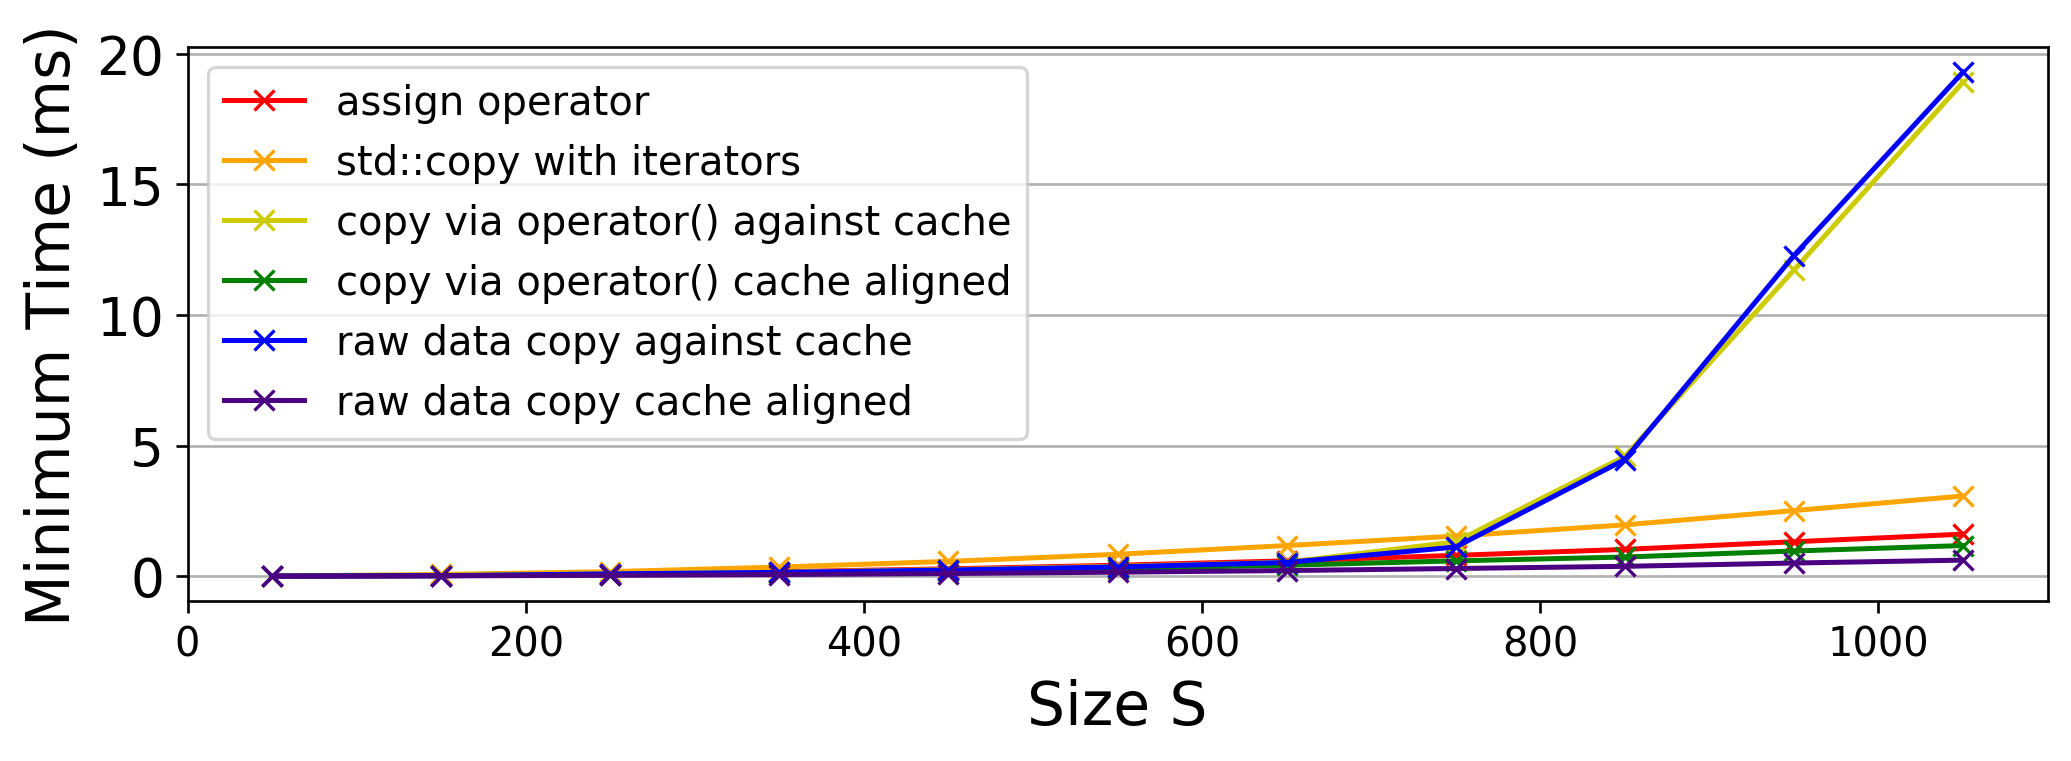 Minimum Time (ms)
20
15
10
5
0
assign operator
std::copy with iterators
copy via operator() against cache
copy via operator() cache aligned
raw data copy against cache
raw data copy cache aligned
0 200 400 600 800 1000
Size S